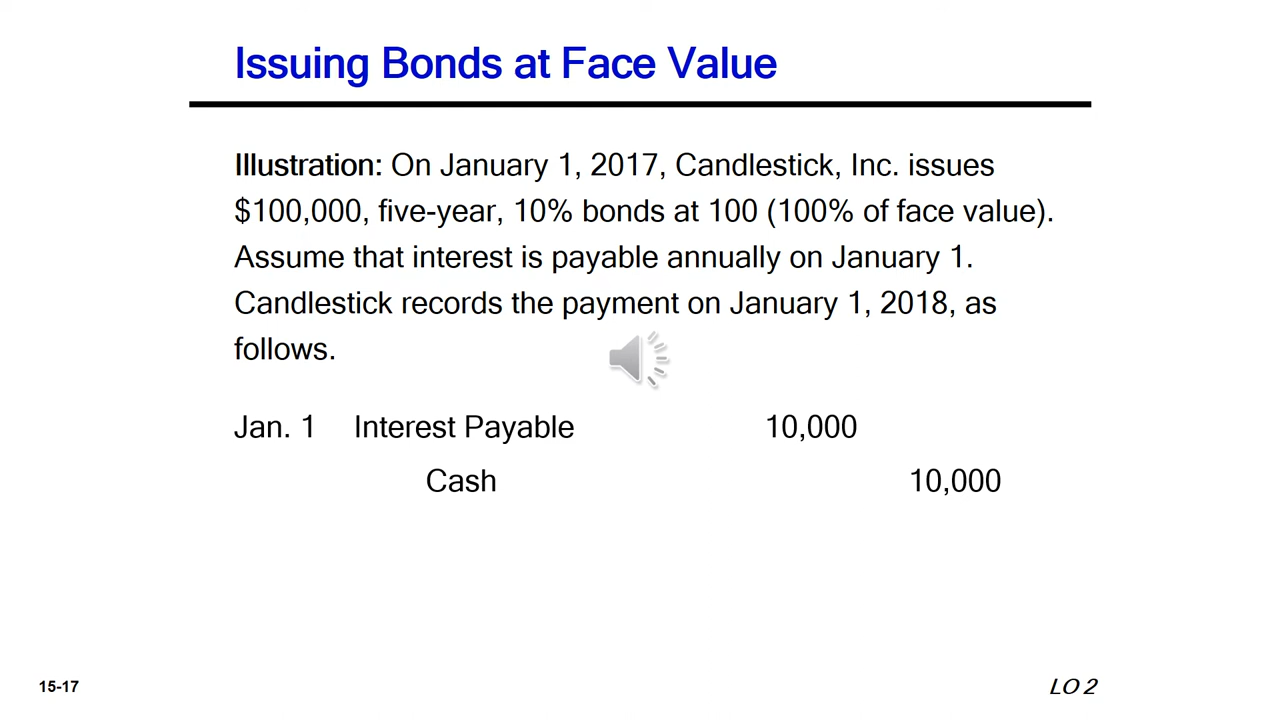 Issuing Bonds at Face Value
Illustration: On January 1, 2017, Candlestick, Inc. issues
$100,000, five-year, 10% bonds at 100 (100% of face value).
Assume that interest is payable annually on January 1.
Candlestick records the payment on January 1, 2018, as
follows.
Jan. 1 Interest Payable 10,000
Cash 10,000
15-17 LO 2